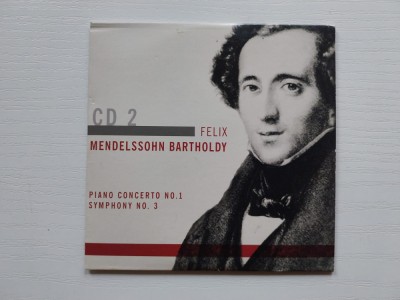 CD 2
FELIX
MENDELSSOHN BARTHOLDY
PIANO CONCERTO NO.1
SYMPHONY NO. 3